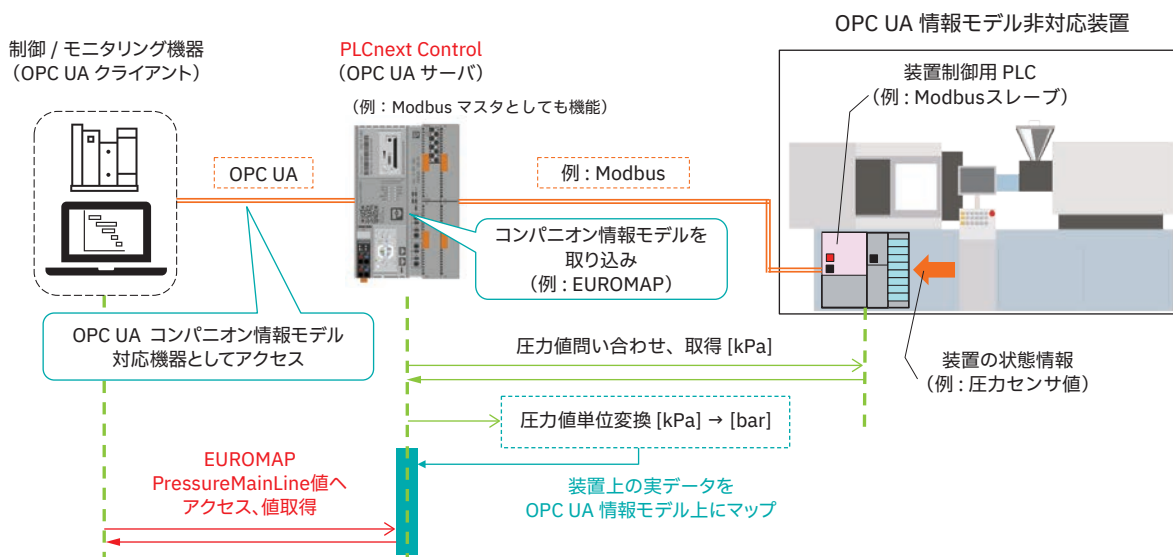 OPC UA 情報モデル非対応装置
制御 / モニタリング機器
（OPC UA クライアント）
PLCnext Control
（OPC UA サーバ）
（例：Modbus マスタとしても機能）
装置制御用 PLC
（例 : Modbusスレーブ）
OPC UA
例 : Modbus
コンパニオン情報モデルを
取り込み
（例 : EUROMAP）
OPC UA コンパニオン情報モデル
対応機器としてアクセス
圧力値問い合わせ、取得 [kPa]
装置の状態情報
（例 : 圧力センサ値）
圧力値単位変換 [kPa] → [bar]
EUROMAP
PressureMainLine値へ
アクセス、値取得
装置上の実データを
OPC UA 情報モデル上にマップ